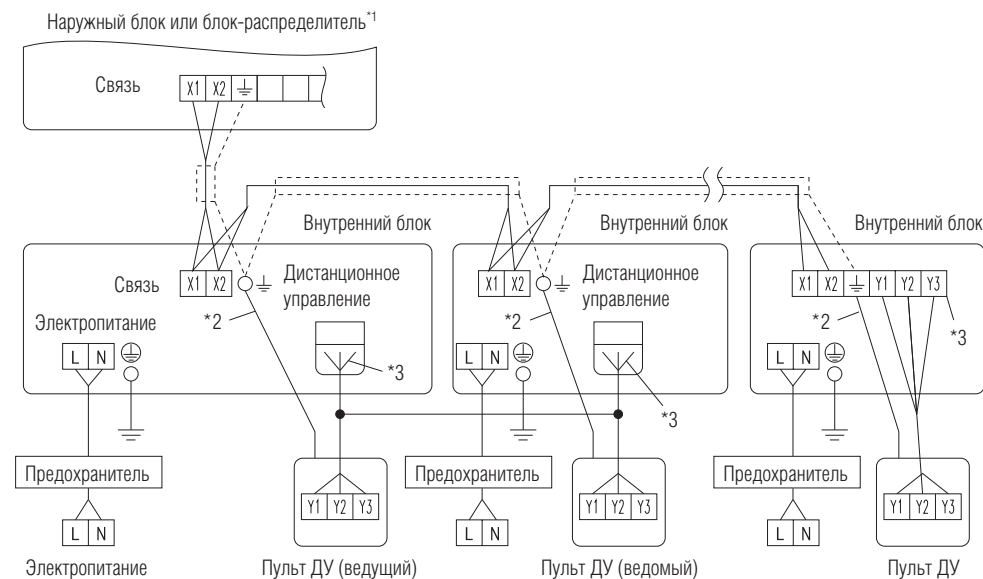 Наружный блок или блок-распределитель*1
Связь
X1 X2
Внутренний блок
Внутренний блок
Внутренний блок
Связь
X1 X2
Дистанционное
управление
X1 X2
Дистанционное
управление
X1 X2 Y1 Y2 Y3
*2
*2
*2
*3
Электропитание
L N
*3
L N
*3
L N
Предохранитель
Предохранитель
Предохранитель
Y1 Y2 Y3
Y1 Y2 Y3
Y1 Y2 Y3
L N
L N
L N
Электропитание
Пульт ДУ (ведущий)
Пульт ДУ (ведомый)
Пульт ДУ